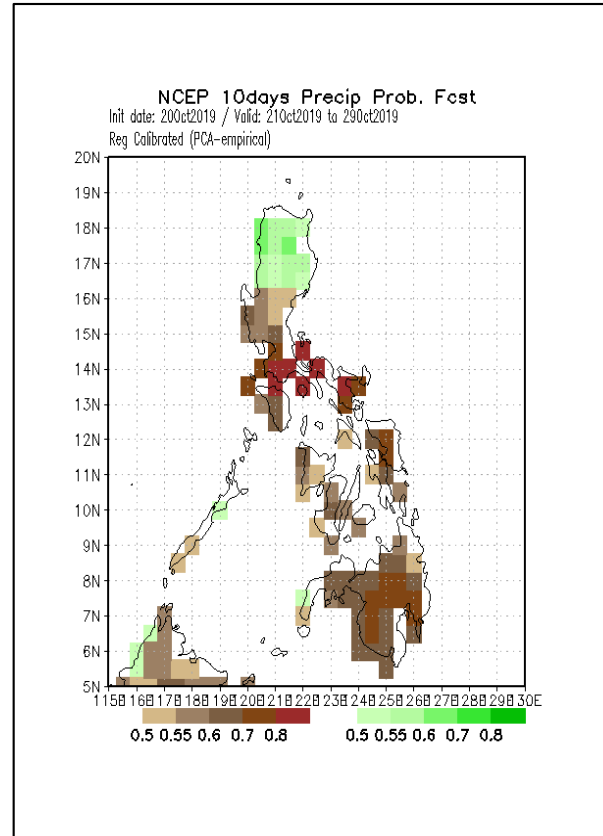 NCEP 10days Precip Prob. Fcst
Init date: 20Oct2019 / Valid: 21Oct2019 to 29Oct2019
Reg Calibrated (PCA-empirical)
20N
19N
18N
17N
16N
15N
14N
13N
12N
11N
10N
9N
8N
7N
6N
5N
115E 116E 117E 118E 119E 120E 121E 122E 123E 124E 125E 126E 127E 128E 129E 130E
0.5 0.55 0.6 0.7 0.8 0.5 0.55 0.6 0.7 0.8